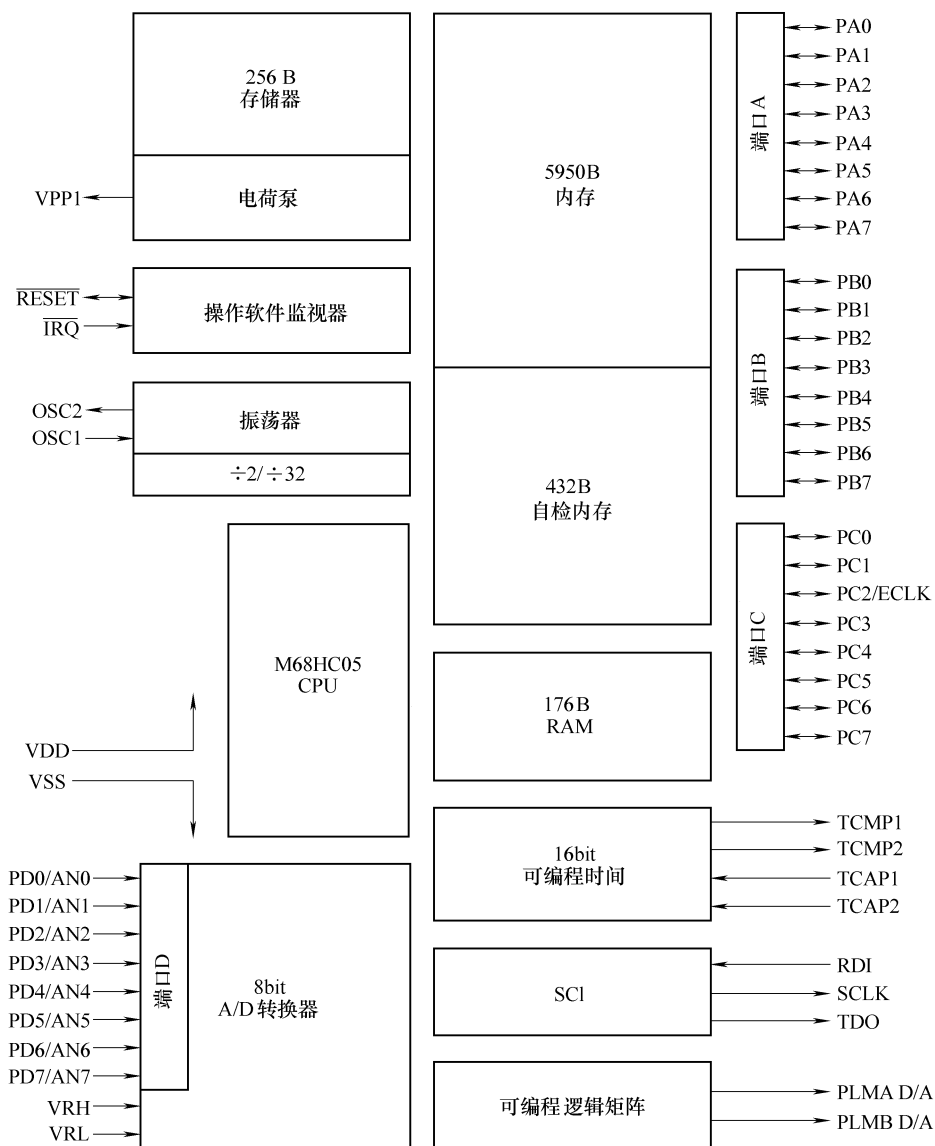 256 B
存储器
电荷泵
VPP1
RESET
IRQ
操作软件监视器
OSC2
OSC1
振荡器
÷2/÷32
M68HC05
CPU
VDD
VSS
PD0/AN0
PD1/AN1
PD2/AN2
PD3/AN3
PD4/AN4
PD5/AN5
PD6/AN6
PD7/AN7
VRH
VRL
端口D
8bit
A/D 转换器
5950B
内存
432B
自检内存
176B
RAM
16bit
可编程时间
SCl
可编程逻辑矩阵
端口A
PA0
PA1
PA2
PA3
PA4
PA5
PA6
PA7
端口B
PB0
PB1
PB2
PB3
PB4
PB5
PB6
PB7
端口C
PC0
PC1
PC2/ECLK
PC3
PC4
PC5
PC6
PC7
TCMP1
TCMP2
TCAP1
TCAP2
RDI
SCLK
TDO
PLMA D/A
PLMB D/A